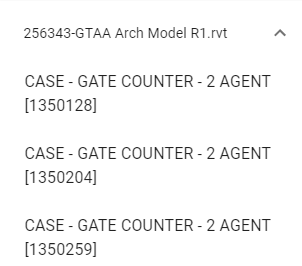 256343-GTAA Arch Model R1.rvt
CASE - GATE COUNTER - 2 AGENT
[1350128]
CASE - GATE COUNTER - 2 AGENT
[1350204]
CASE - GATE COUNTER - 2 AGENT
[1350259]